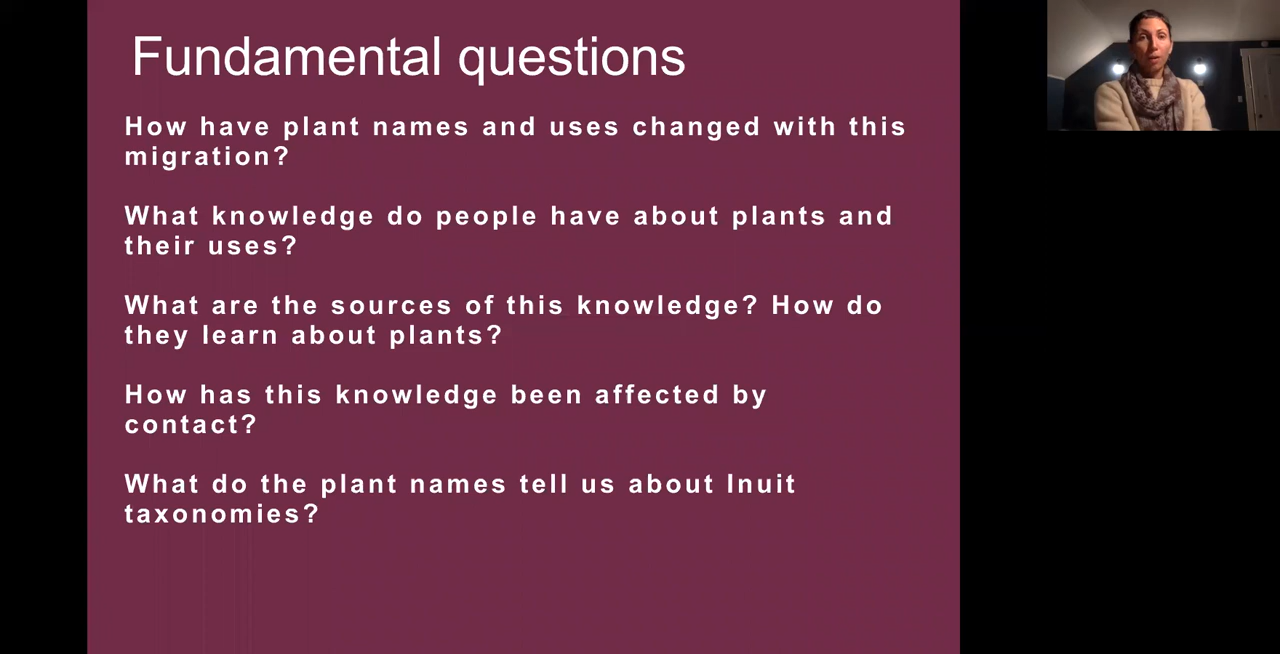 Fundamental questions
How have plant names and uses changed with this
migration?
What knowledge do people have about plants and
their uses?
What are the sources of this knowledge? How do
they learn about plants?
How has this knowledge been affected by
contact?
What do the plant names tell us about Inuit
taxonomies?